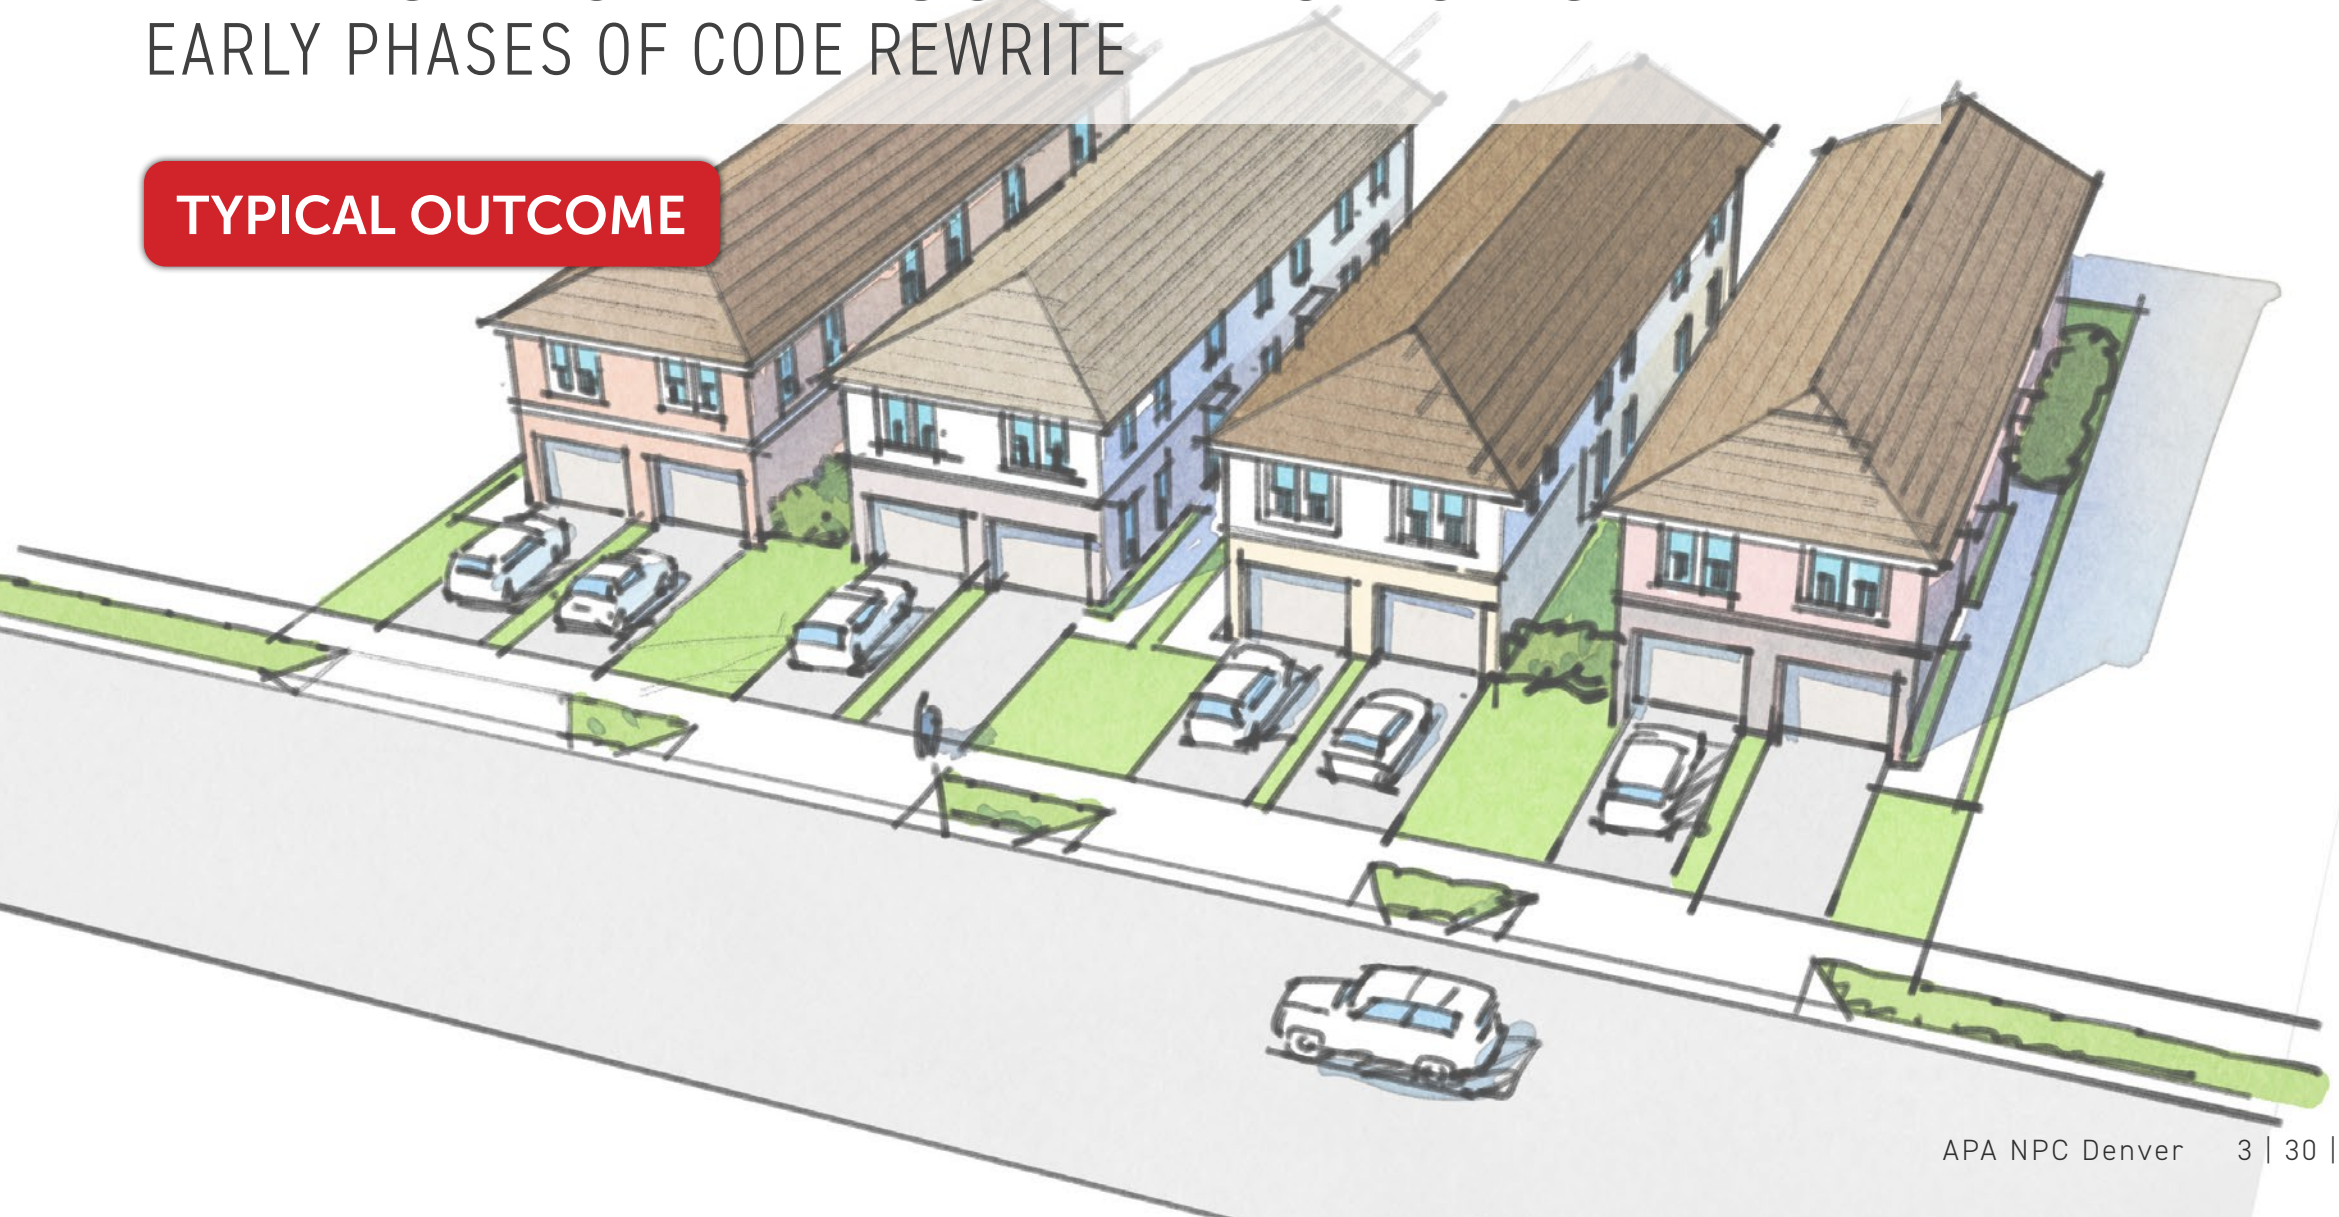 EARLY PHASES OF CODE REWRITE
TYPICAL OUTCOME
APA NPC Denver 3 | 30 |